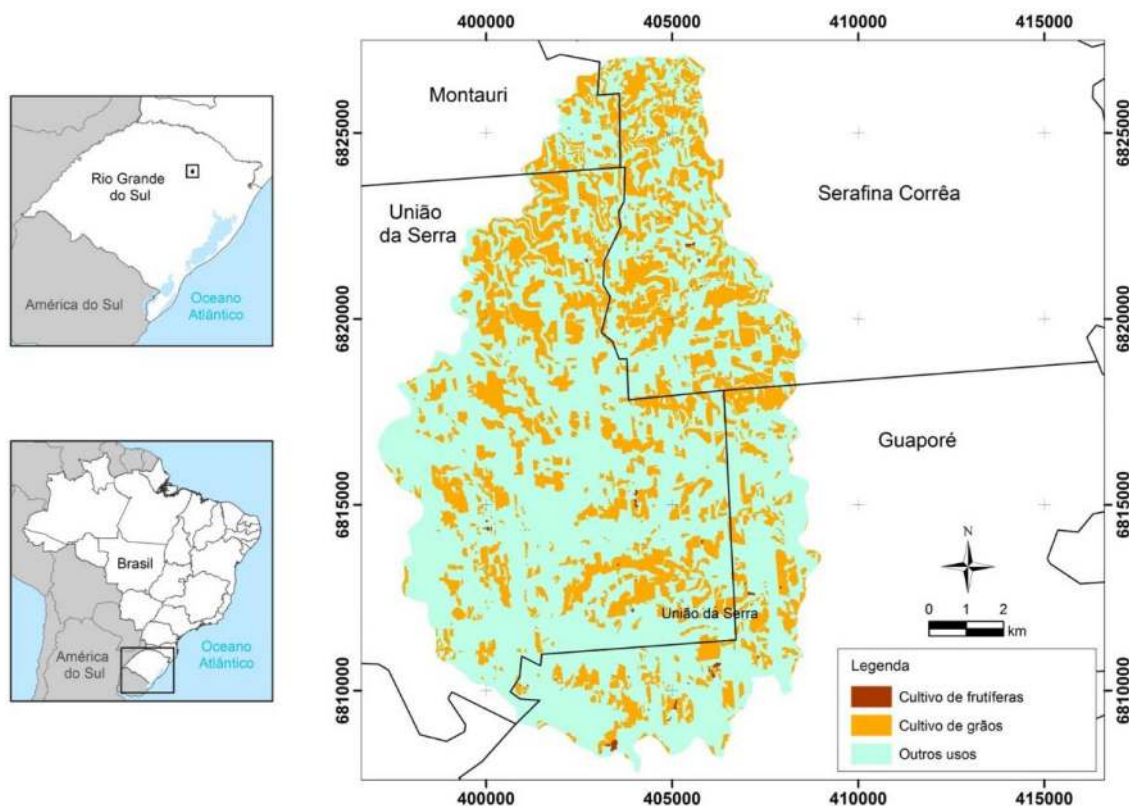 Rio Grande
do Sul
América do Sul
Oceano
Atlântico
Brasil
América
do Sul
Oceano
Atlântico
400000
405000
410000
415000
6825000
6820000
6815000
6810000
Montauri
União
da Serra
Serafina Corrêa
Guaporé
União da Serra
N
0 1 2
km
Legenda
Cultivo de frutíferas
Cultivo de grãos
Outros usos
6825000
6820000
6815000
6810000
400000
405000
410000
415000